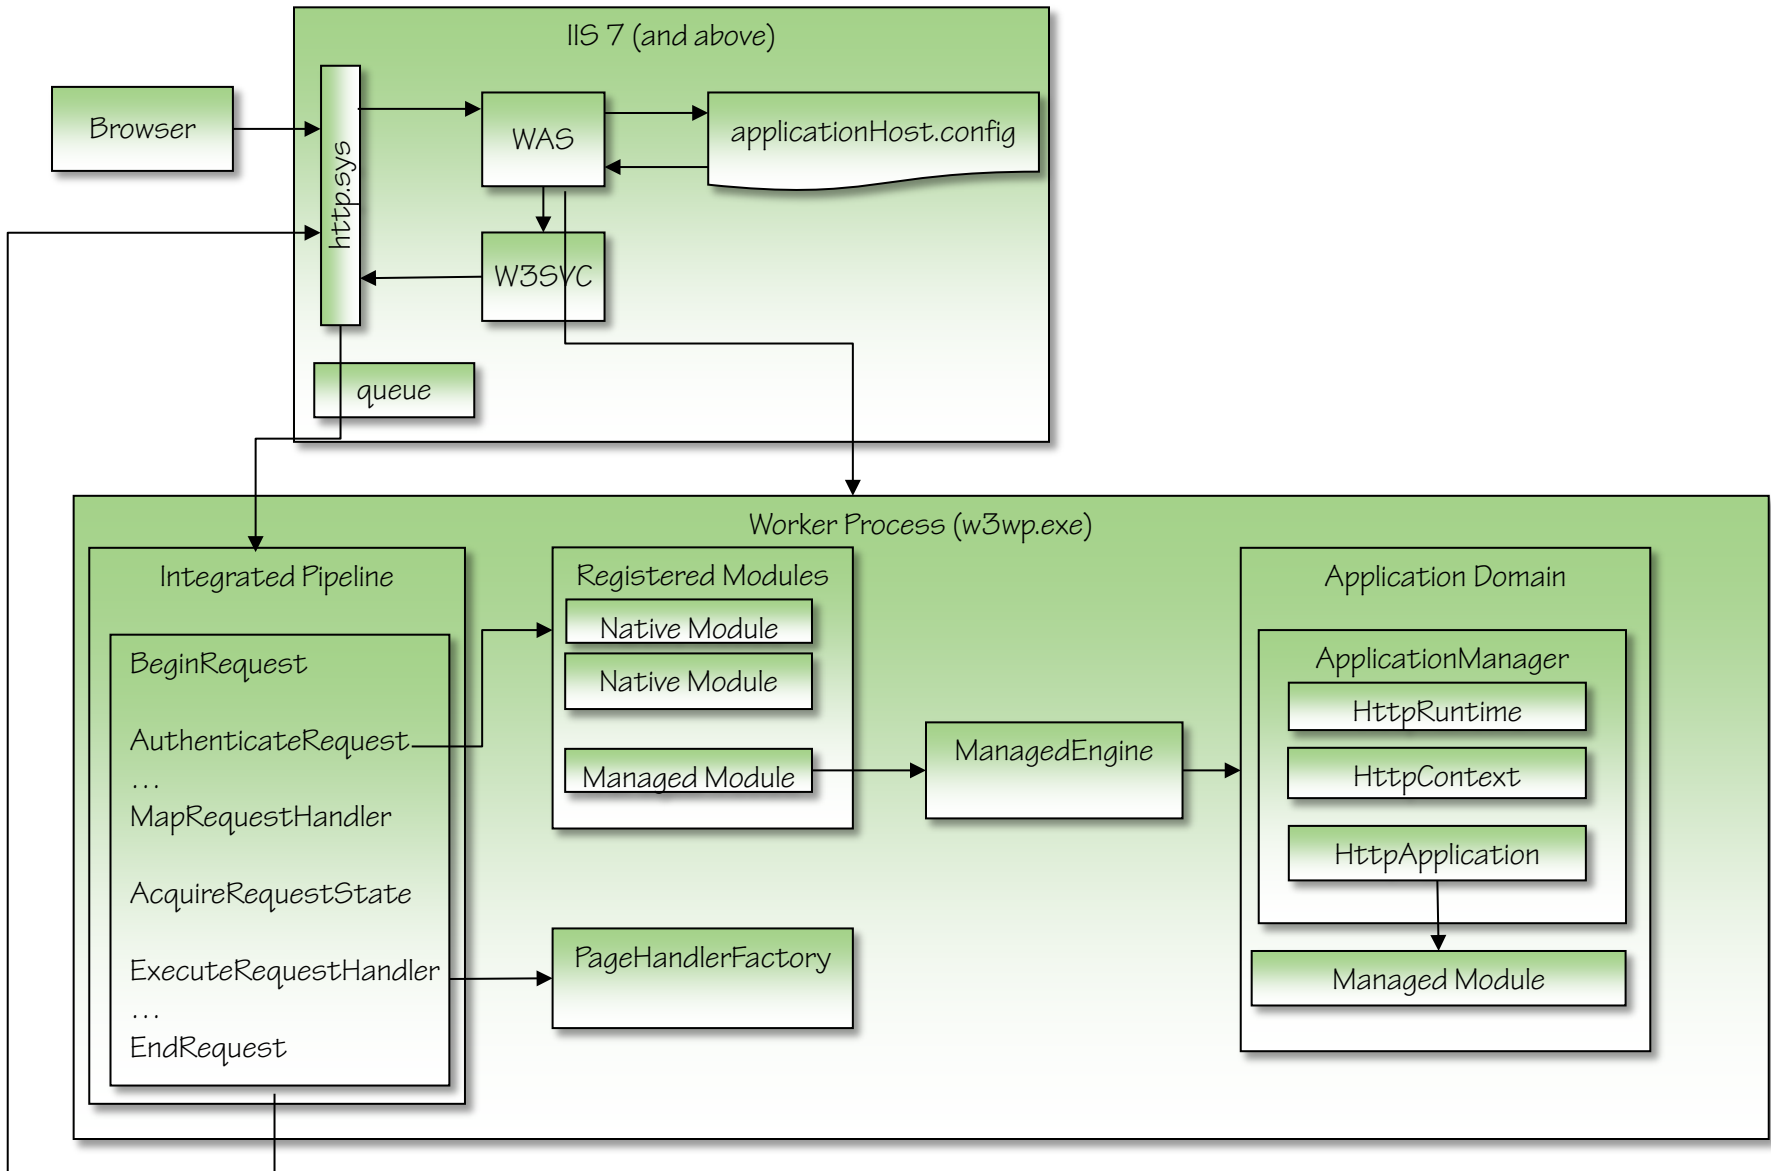 IIS 7 (and above)
Browser
http.sys
WAS
applicationHost.config
W3SVC
queue
Worker Process (w3wp.exe)
Integrated Pipeline
BeginRequest
AuthenticateRequest
...
MapRequestHandler
AcquireRequestState
ExecuteRequestHandler
...
EndRequest
Registered Modules
Native Module
Native Module
Managed Module
PageHandlerFactory
ManagedEngine
Application Domain
ApplicationManager
HttpRuntime
HttpContext
HttpApplication
Managed Module